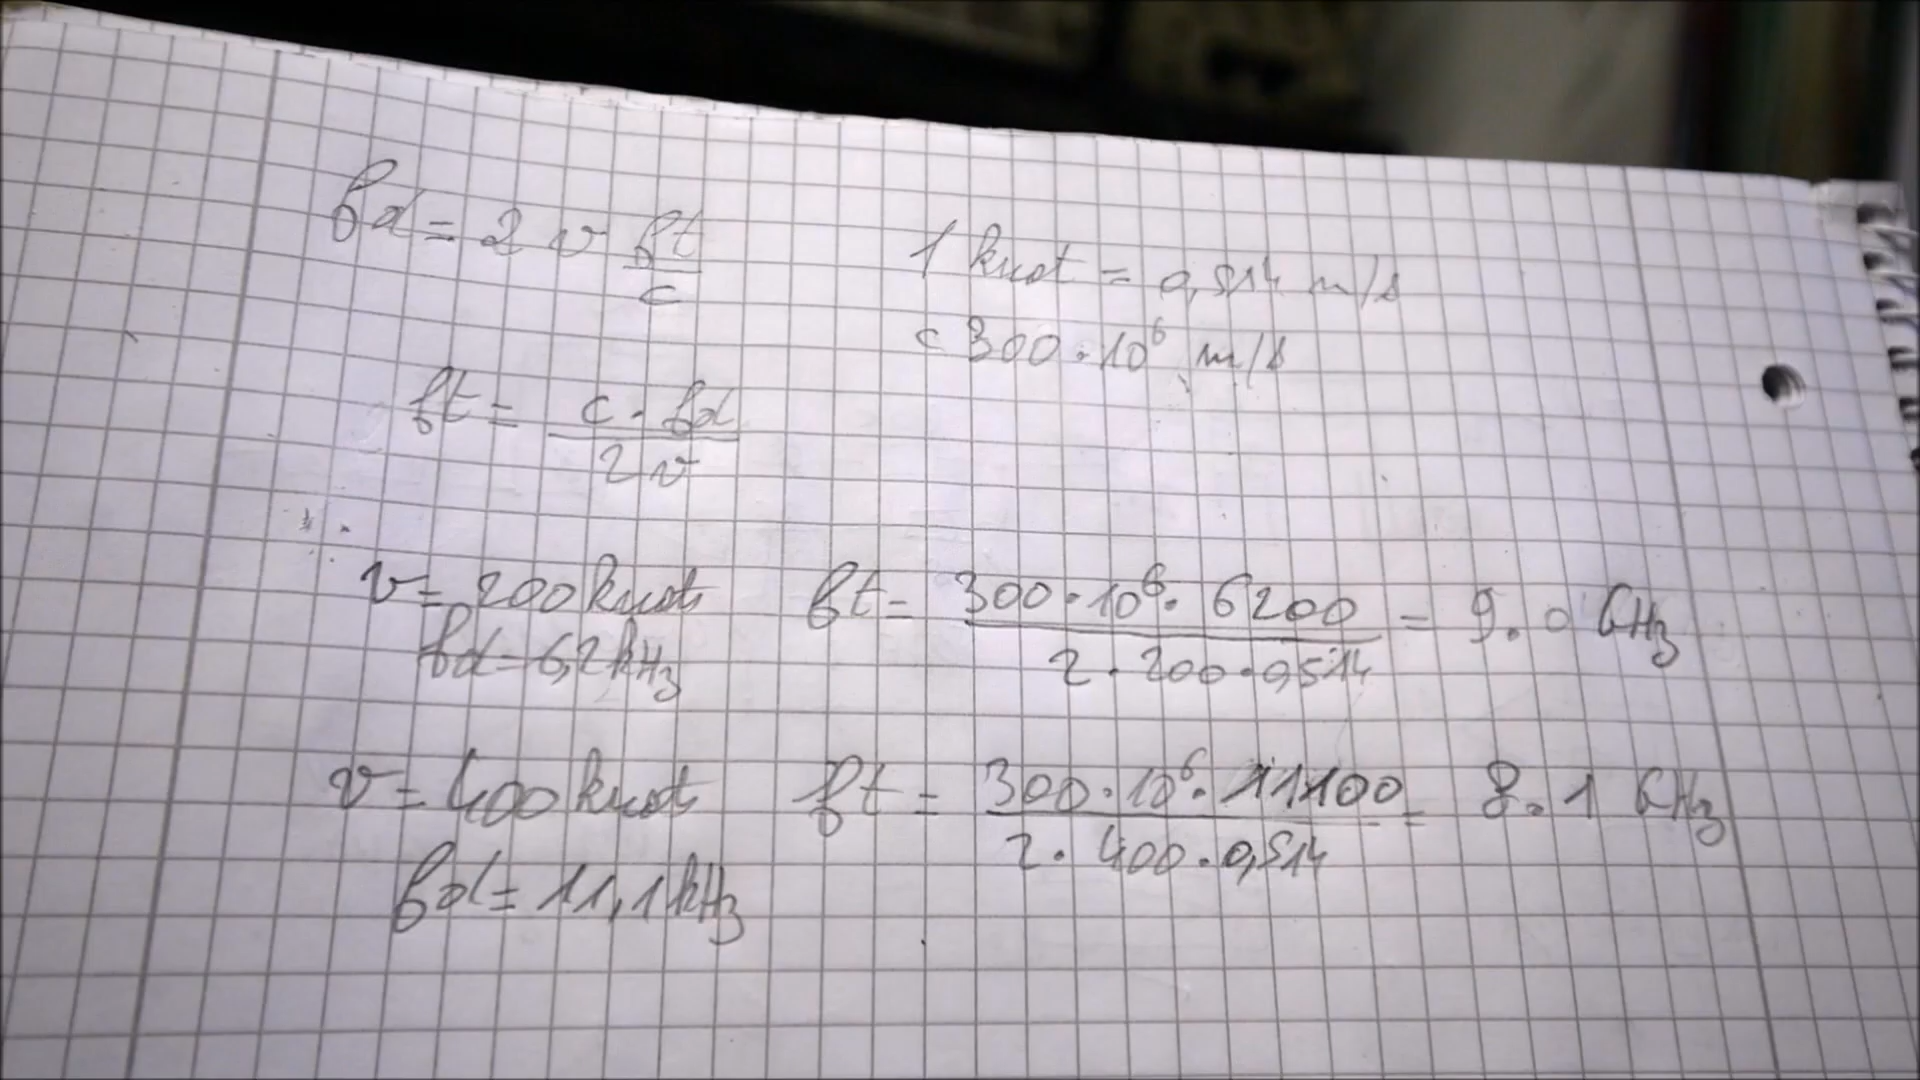 fd = 2 v ft/c
1 knot = 0,514 m/s
c 300 · 10⁶ m/s
ft = c · fd / 2 v
v = 200 knots ft = 300 · 10⁶ · 6200 / 2 · 200 · 0,514 = 9.0 GHz
fd = 6,2 kHz
v = 400 knots ft = 300 · 10⁶ · 11100 / 2 · 400 · 0,514 = 8.1 GHz
fd = 11,1 kHz